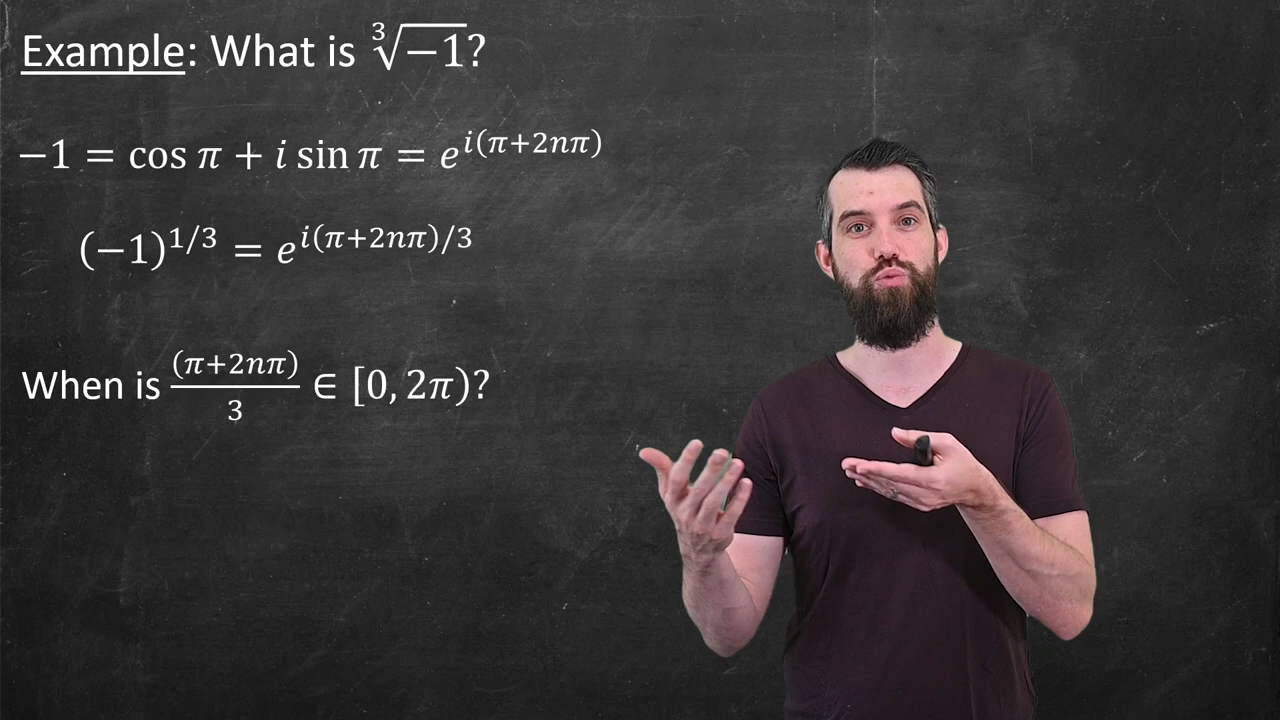 Example: What is ∛−1?
−1 = cos π + i sin π = e^{i(π+2nπ)}
(−1)^{1/3} = e^{i(π+2nπ)/3}
When is (π+2nπ)/3 ∈ [0, 2π)?